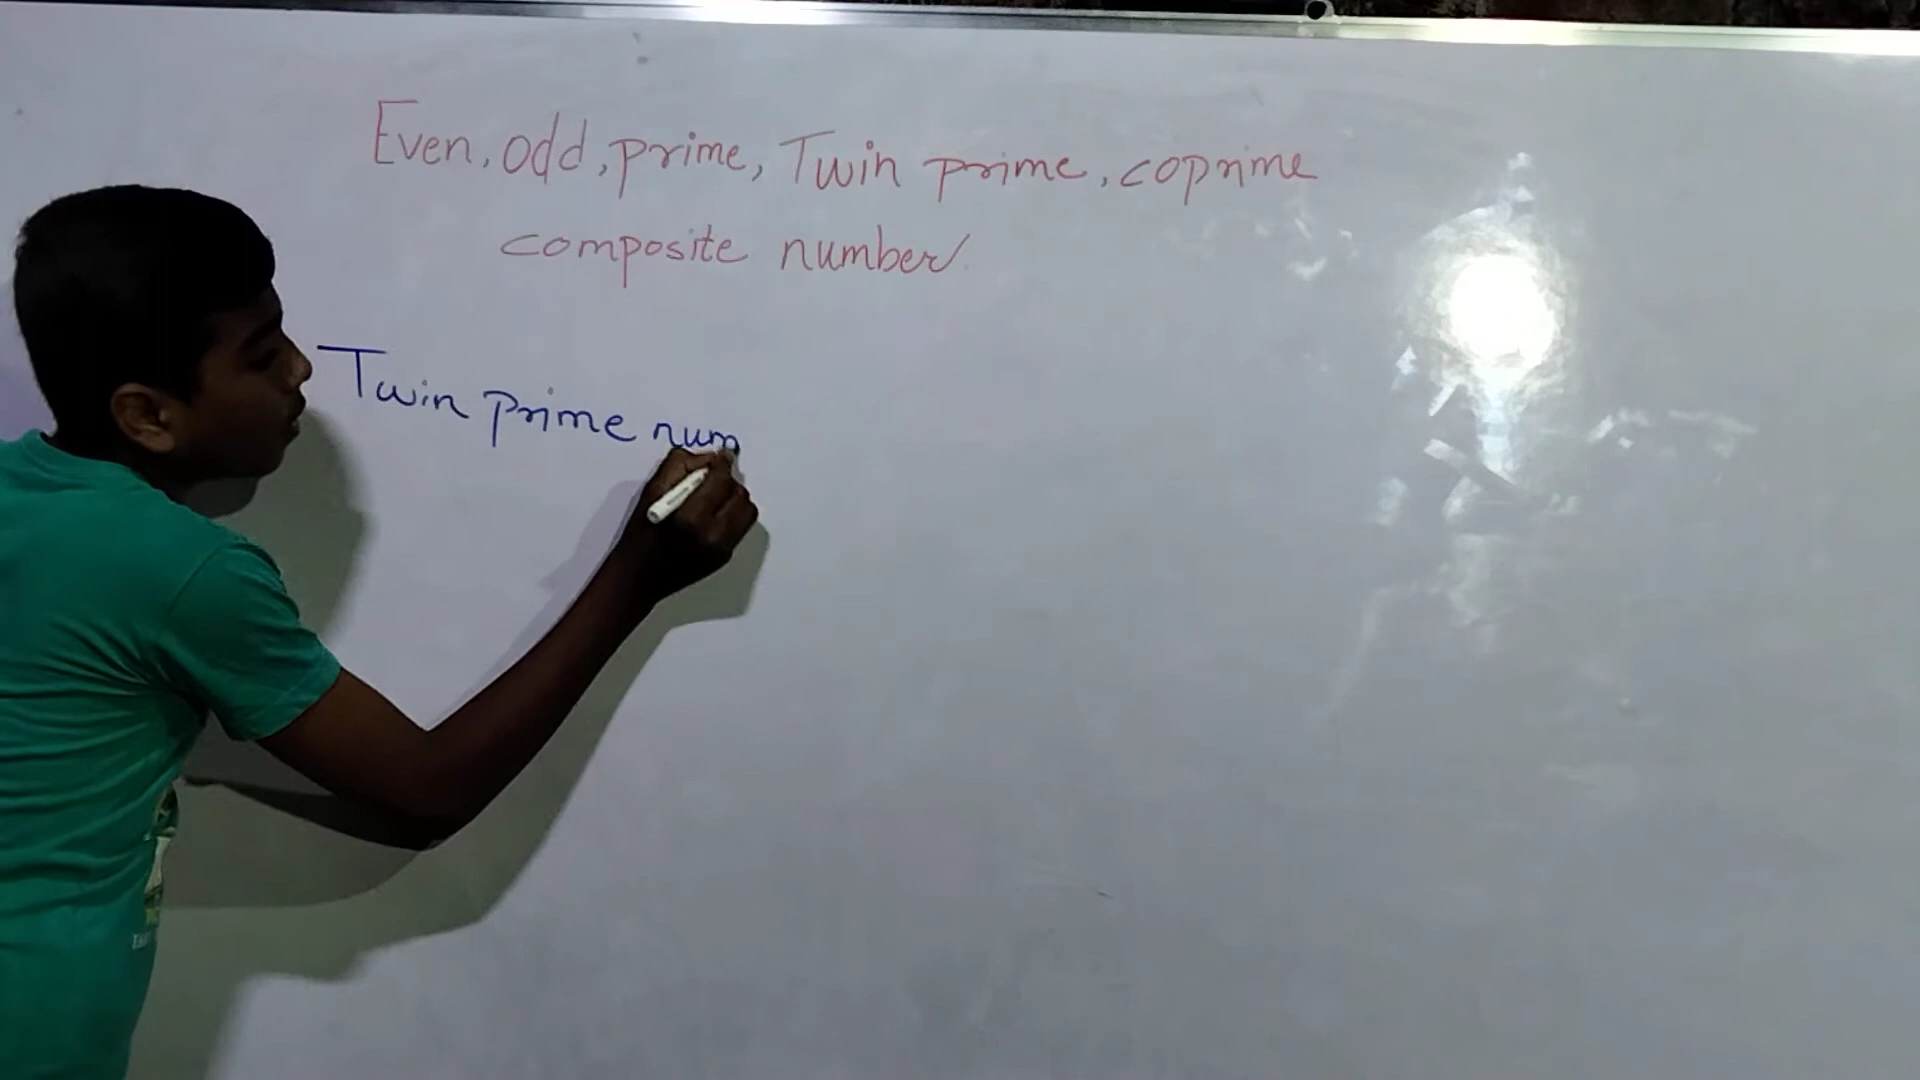 Even, odd, prime, Twin prime, coprime
composite number.
Twin prime num